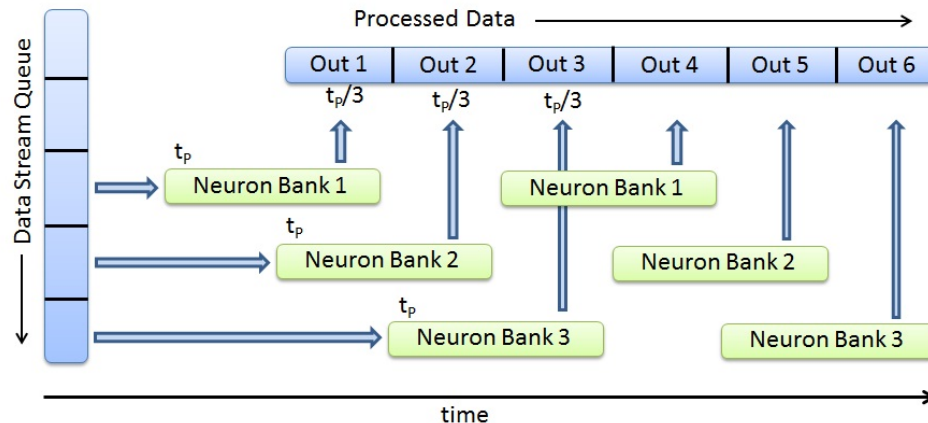 Processed Data
Data Stream Queue
Out 1 Out 2 Out 3 Out 4 Out 5 Out 6
tP/3 tP/3 tP/3
tP
Neuron Bank 1 Neuron Bank 1
tP
Neuron Bank 2 Neuron Bank 2
tP
Neuron Bank 3 Neuron Bank 3
time